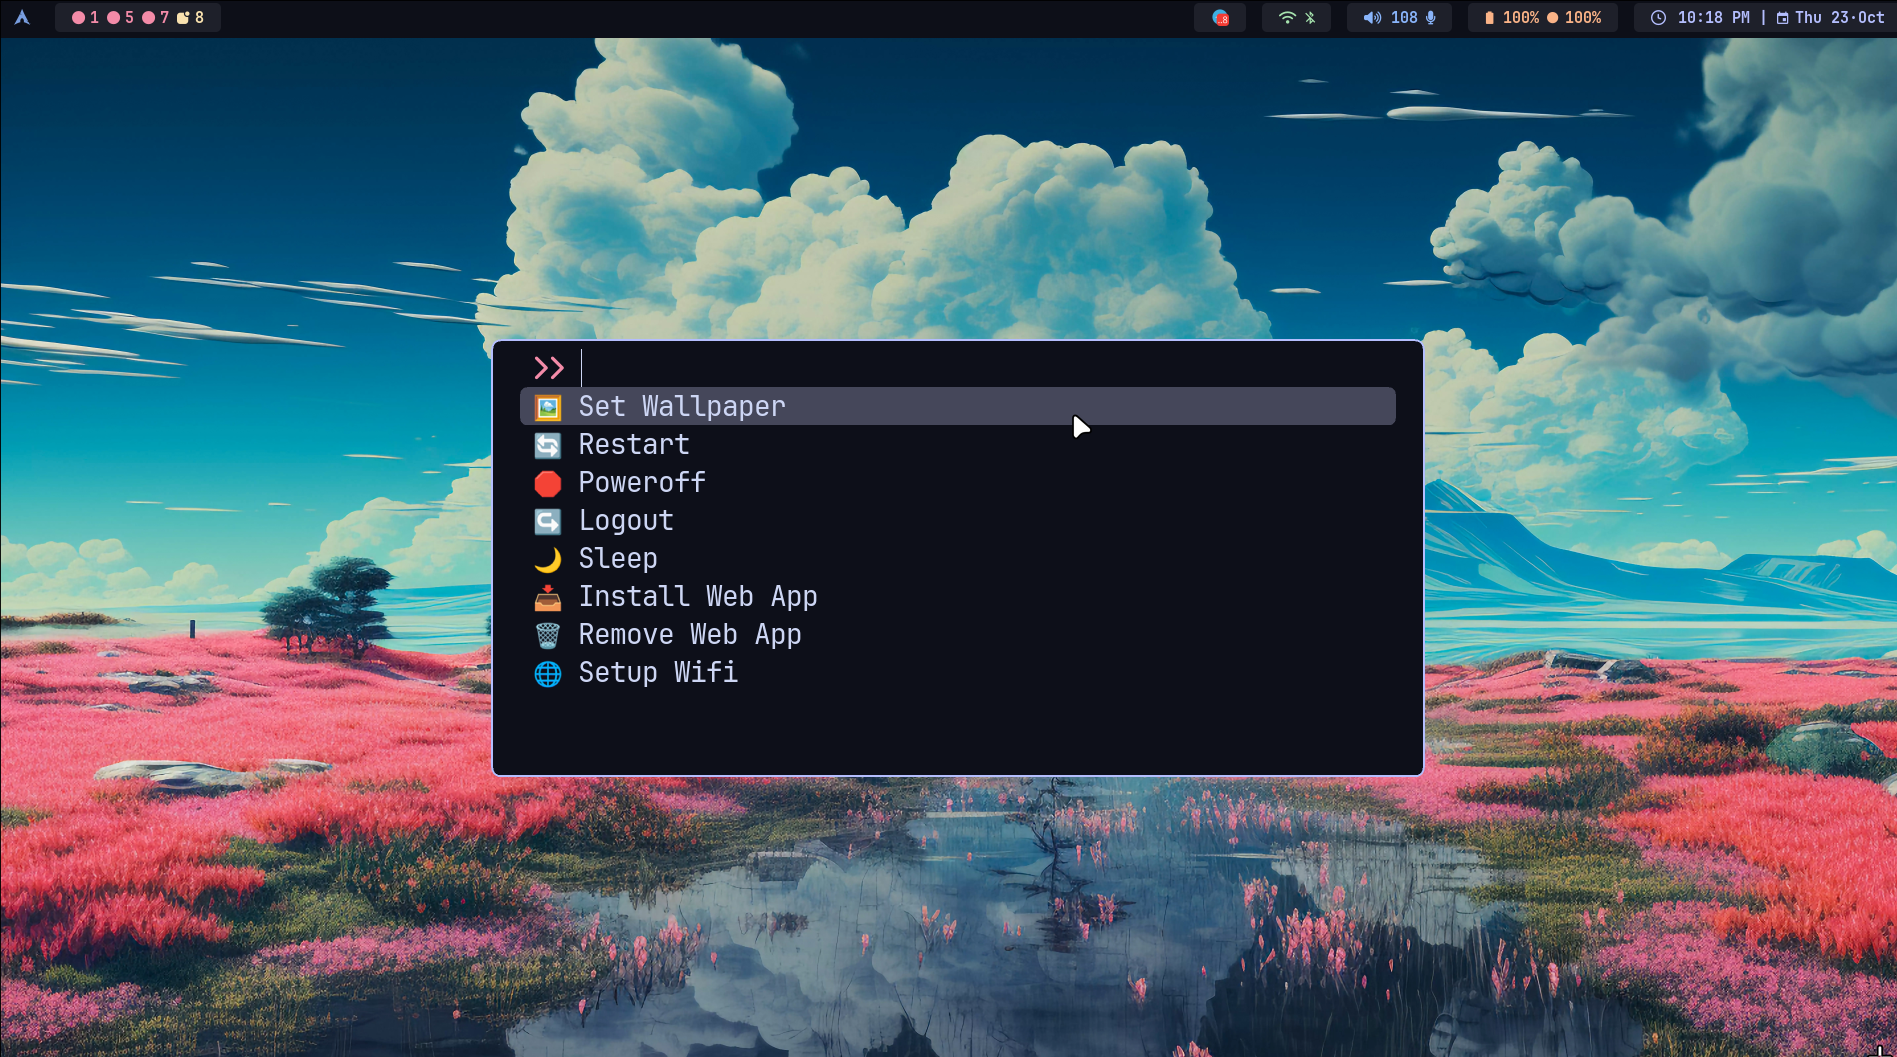 1 5 7 8
..8
108
100% 100%
10:18 PM | Thu 23·Oct
Set Wallpaper
Restart
Poweroff
Logout
Sleep
Install Web App
Remove Web App
Setup Wifi